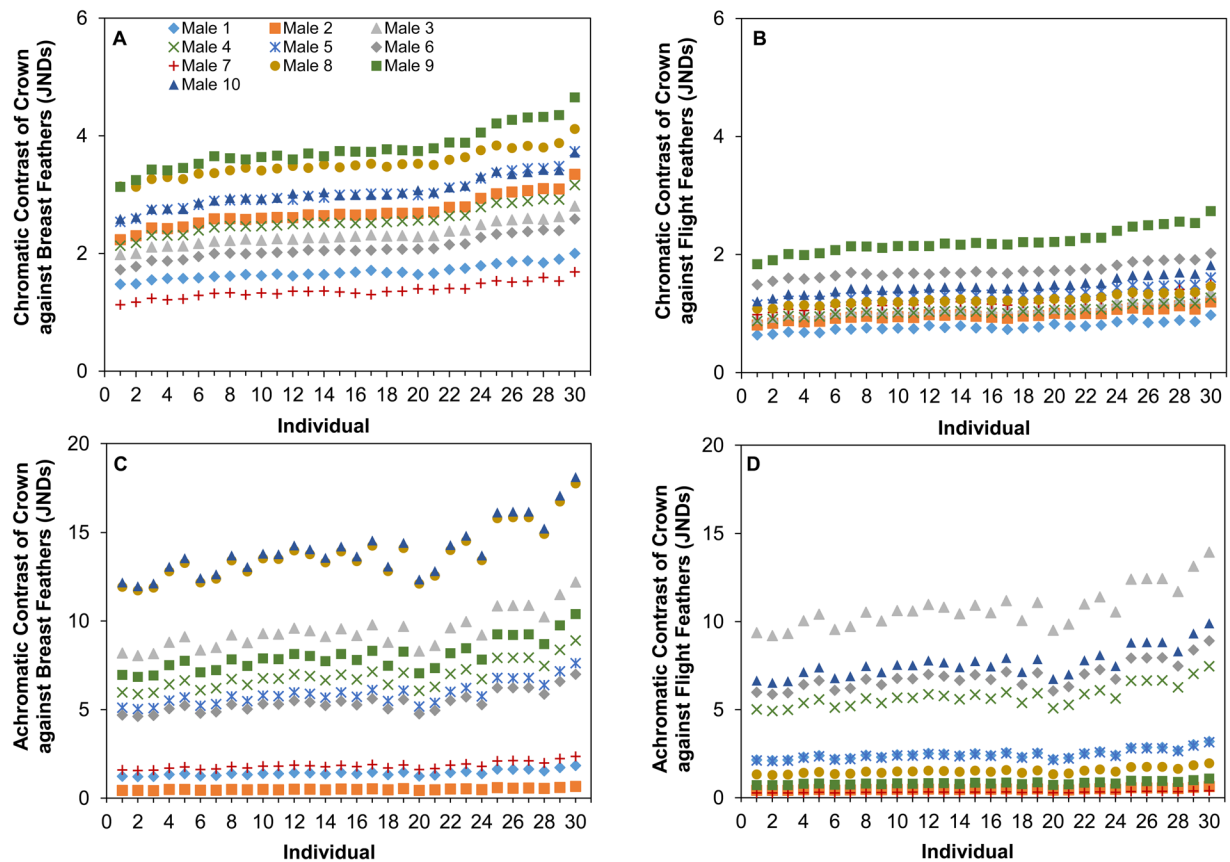 A
Male 1 Male 2 Male 3
Male 4 Male 5 Male 6
Male 7 Male 8 Male 9
Male 10
Chromatic Contrast of Crown
against Breast Feathers (JNDs)
6
4
2
0
0 2 4 6 8 10 12 14 16 18 20 22 24 26 28 30
Individual
B
Chromatic Contrast of Crown
against Flight Feathers (JNDs)
6
4
2
0
0 2 4 6 8 10 12 14 16 18 20 22 24 26 28 30
Individual
C
Achromatic Contrast of Crown
against Breast Feathers (JNDs)
20
15
10
5
0
0 2 4 6 8 10 12 14 16 18 20 22 24 26 28 30
Individual
D
Achromatic Contrast of Crown
against Flight Feathers (JNDs)
20
15
10
5
0
0 2 4 6 8 10 12 14 16 18 20 22 24 26 28 30
Individual